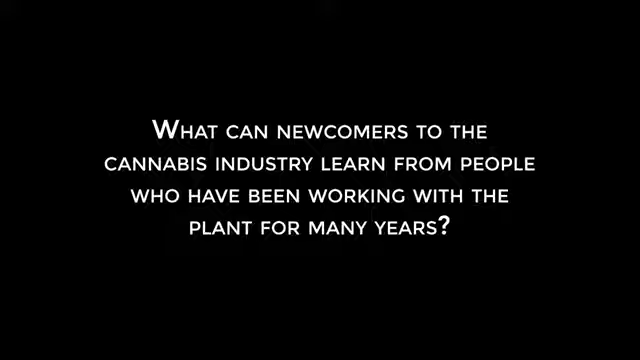 What can newcomers to the
cannabis industry learn from people
who have been working with the
plant for many years?